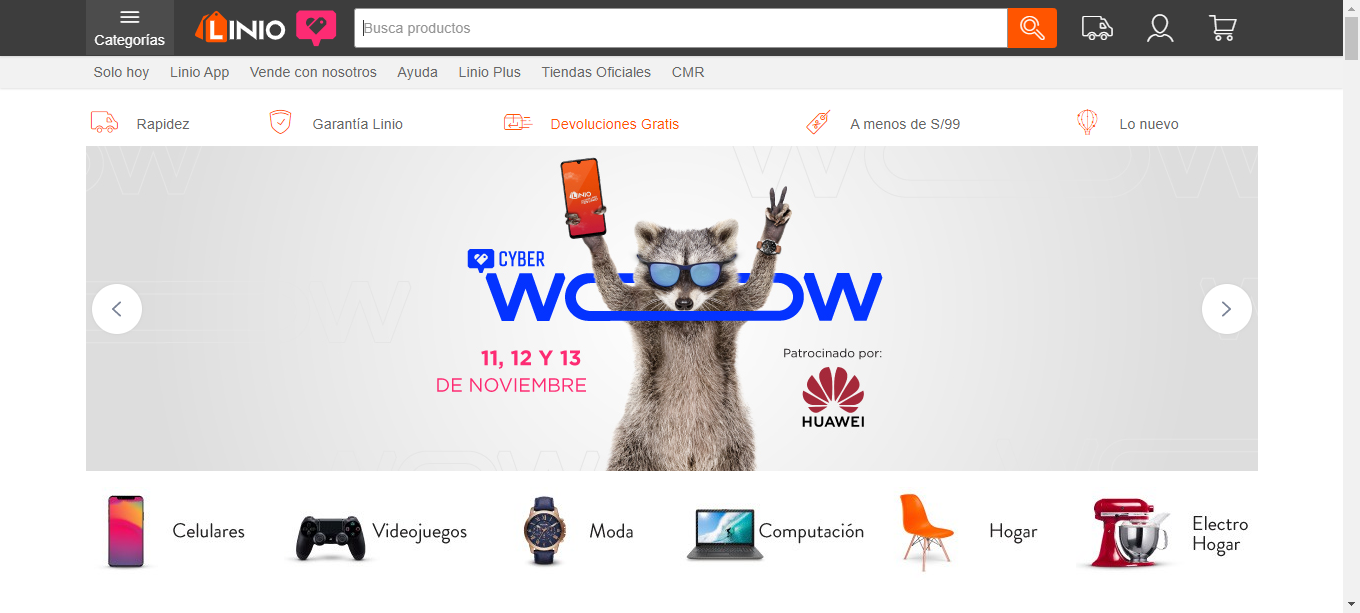 Categorías
LINIO
Busca productos
Solo hoy Linio App Vende con nosotros Ayuda Linio Plus Tiendas Oficiales CMR
Rapidez Garantía Linio Devoluciones Gratis A menos de S/99 Lo nuevo
LINIO
CYBER
WOOOW
11, 12 Y 13
DE NOVIEMBRE
Patrocinado por:
HUAWEI
Celulares Videojuegos Moda Computación Hogar Electro
Hogar